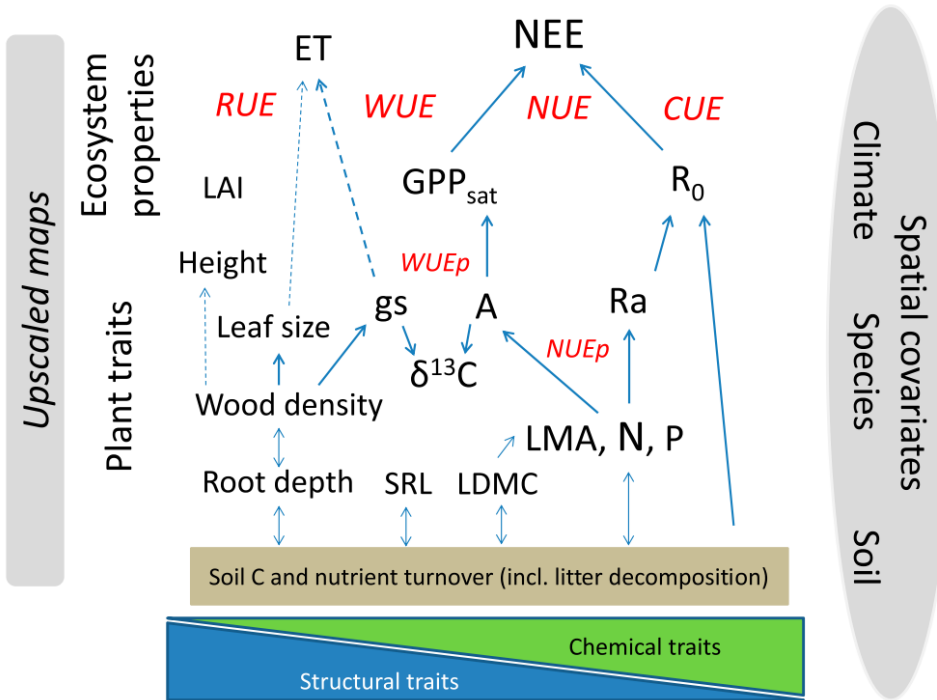 Upscaled maps
Ecosystem
properties
Plant traits
ET
NEE
RUE
WUE
NUE
CUE
LAI
GPPsat
R0
Height
WUEp
Leaf size
gs
A
Ra
NUEp
δ13C
Wood density
LMA, N, P
Root depth
SRL
LDMC
Soil C and nutrient turnover (incl. litter decomposition)
Chemical traits
Structural traits
Climate
Species
Soil
Spatial covariates